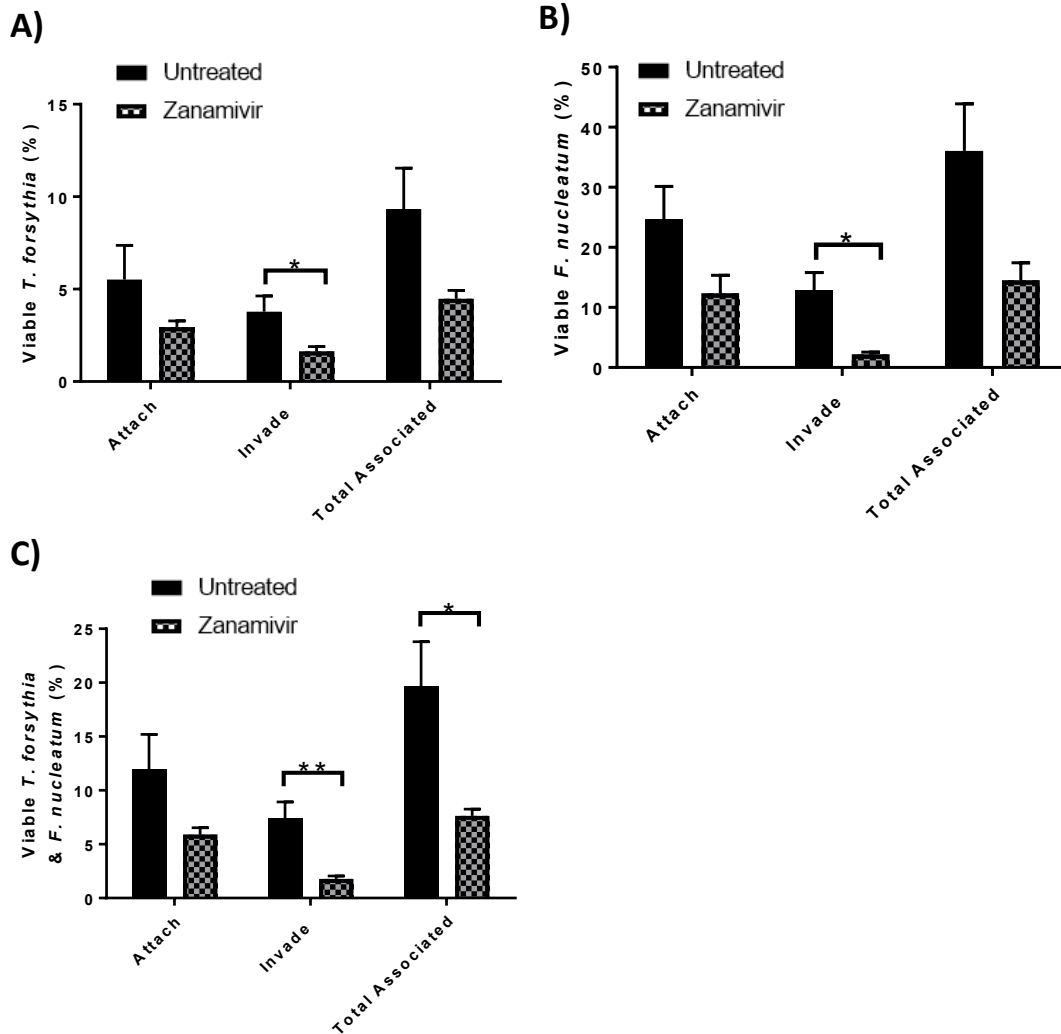 A)
Untreated
Zanamivir
Viable T. forsythia (%)
15
10
5
0
*
Attach
Invade
Total Associated
B)
Untreated
Zanamivir
Viable F. nucleatum (%)
50
40
30
20
10
0
*
Attach
Invade
Total Associated
C)
Untreated
Zanamivir
Viable T. forsythia
& F. nucleatum (%)
25
20
15
10
5
0
**
*
Attach
Invade
Total Associated